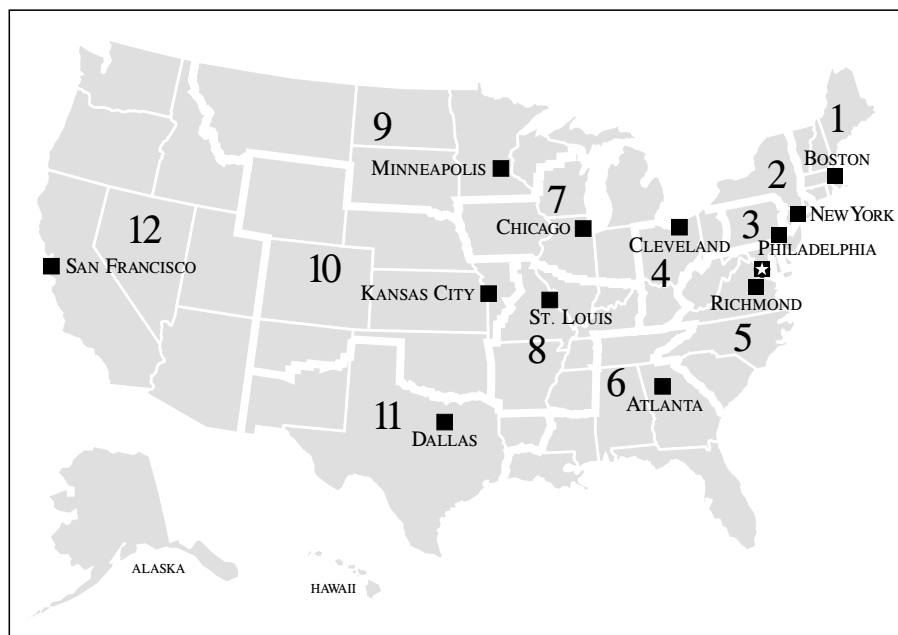 1
BOSTON
9
MINNEAPOLIS
2
7
NEW YORK
12
CHICAGO
3
CLEVELAND
PHILADELPHIA
SAN FRANCISCO
10
4
KANSAS CITY
ST. LOUIS
RICHMOND
8
5
6
ATLANTA
11
DALLAS
ALASKA
HAWAII